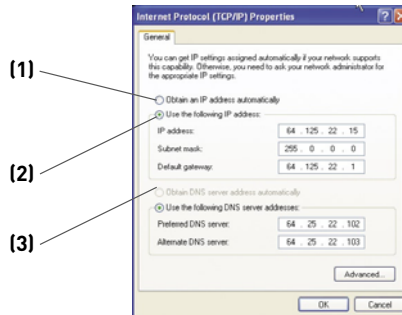 Internet Protocol (TCP/IP) Properties
General
You can get IP settings assigned automatically if your network supports
this capability. Otherwise, you need to ask your network administrator for
the appropriate IP settings.
(1)
Obtain an IP address automatically
Use the following IP address:
IP address: 64 . 125 . 22 . 15
(2)
Subnet mask: 255 . 0 . 0 . 0
Default gateway: 64 . 125 . 22 . 1
Obtain DNS server address automatically
Use the following DNS server addresses:
(3)
Preferred DNS server: 64 . 25 . 22 . 102
Alternate DNS server: 64 . 25 . 22 . 103
Advanced...
OK Cancel